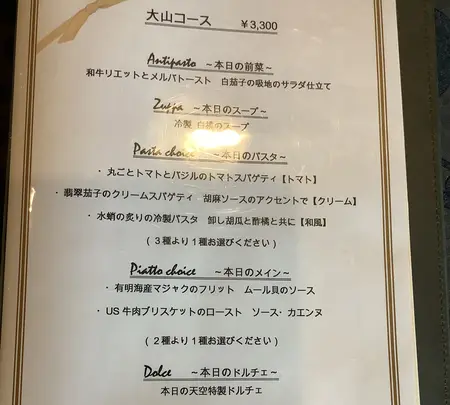 大山コース ￥3,300
Antipasto ～本日の前菜～
和牛リエットとメルバトースト 白茄子の吸地のサラダ仕立て
Zuppa ～本日のスープ～
冷製 白桃のスープ
Pasta choice ～本日のパスタ～
・ 丸ごとトマトとバジルのトマトスパゲティ【トマト】
・ 翡翠茄子のクリームスパゲティ 胡麻ソースのアクセントで【クリーム】
・ 水蛸の炙りの冷製パスタ 卸し胡瓜と酢橘と共に【和風】
（３種より１種お選びください）
Piatto choice ～本日のメイン～
・ 有明海産マジャクのフリット ムール貝のソース
・ US 牛肉ブリスケットのロースト ソース・カエンヌ
（２種より１種お選びください）
Dolce ～本日のドルチェ～
本日の天空特製ドルチェ